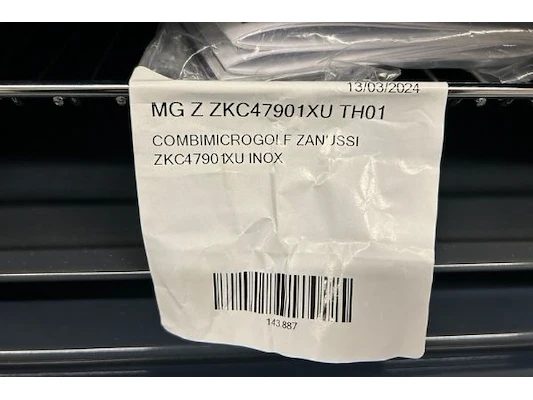 13/03/2024
MG Z ZKC47901XU TH01
COMBIMICROGOLF ZANUSSI
ZKC47901XU INOX
143.887